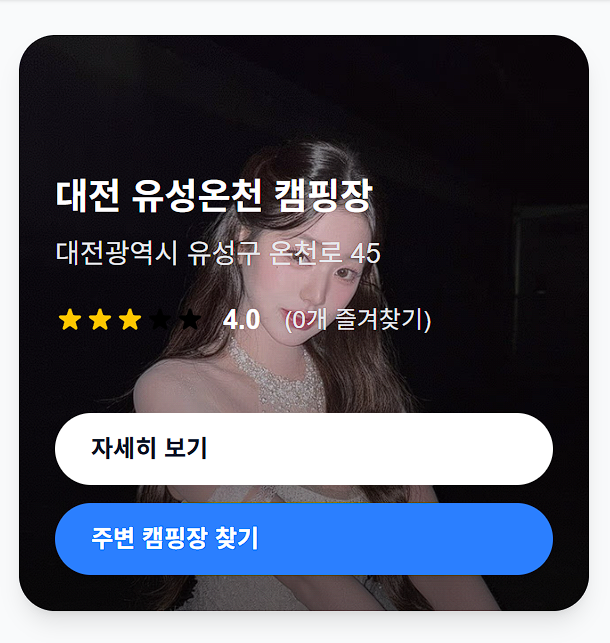 대전 유성온천 캠핑장
대전광역시 유성구 온천로 45
4.0 (0개 즐겨찾기)
자세히 보기
주변 캠핑장 찾기